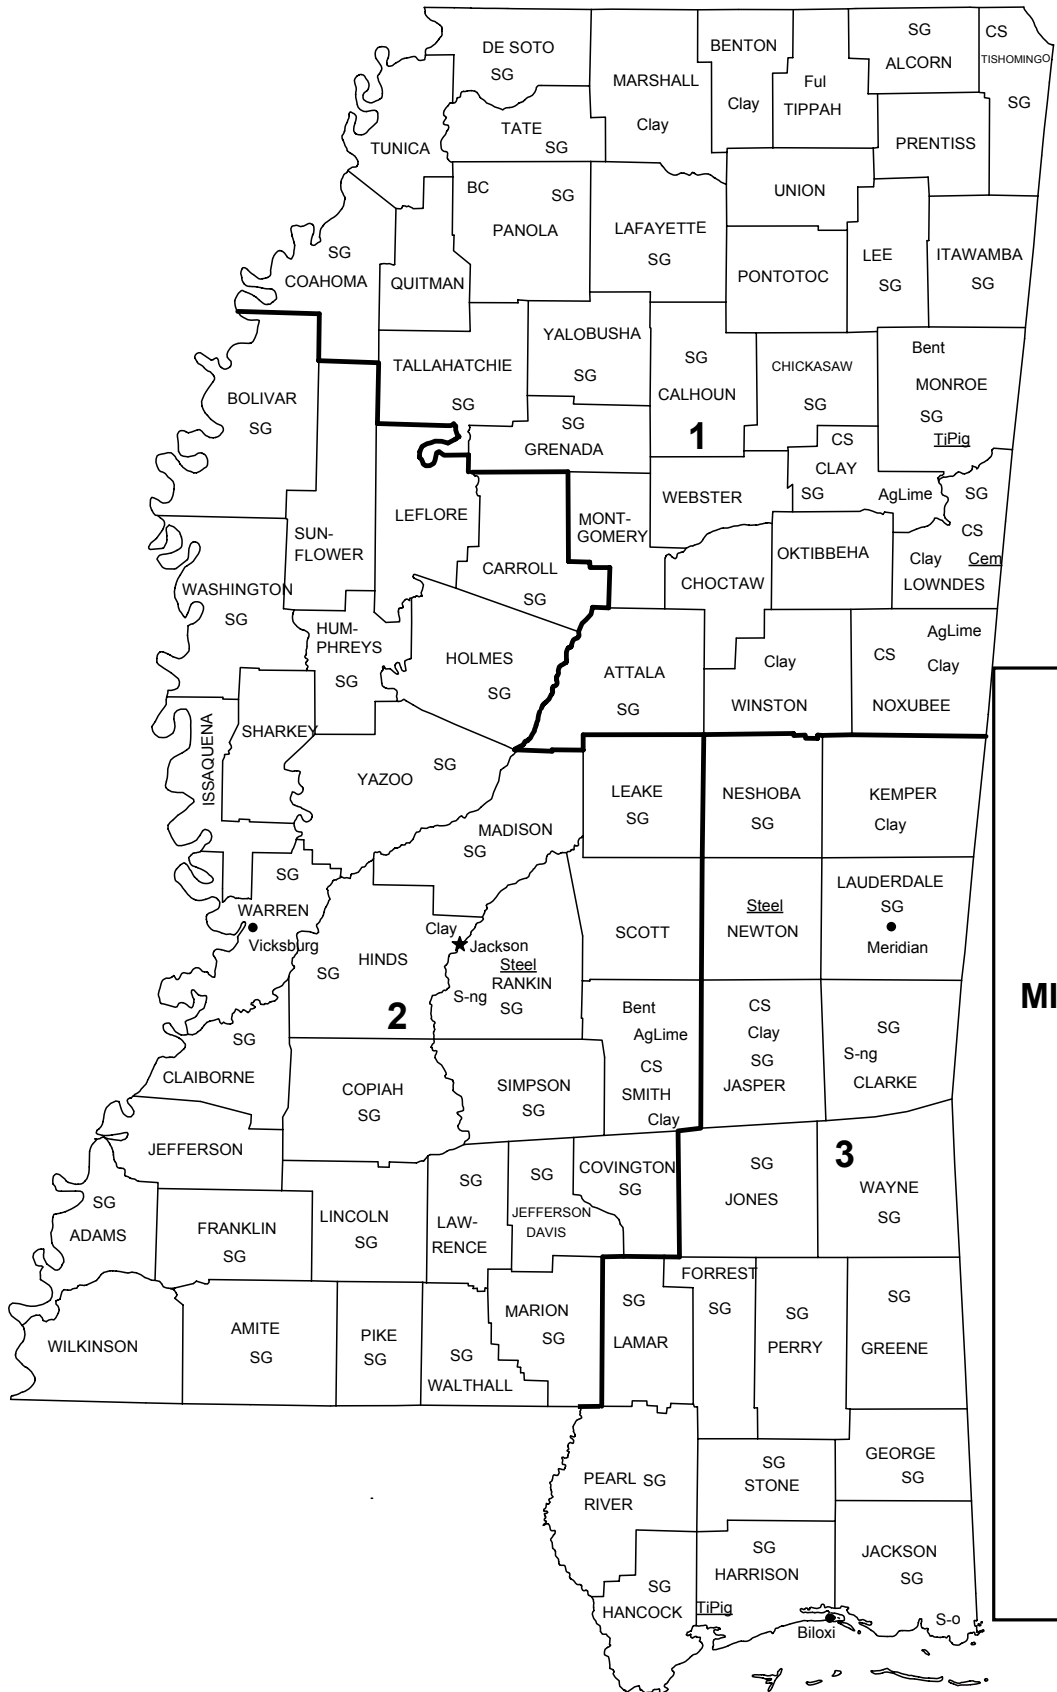 DE SOTO
SG
MARSHALL
Clay
BENTON
Clay
Ful
TIPPAH
SG
ALCORN
CS
TISHOMINGO
SG
TUNICA
TATE
SG
PRENTISS
BC
SG
PANOLA
LAFAYETTE
SG
UNION
SG
COAHOMA
QUITMAN
PONTOTOC
LEE
SG
ITAWAMBA
SG
BOLIVAR
SG
TALLAHATCHIE
SG
YALOBUSHA
SG
SG
CALHOUN
1
CHICKASAW
SG
Bent
MONROE
SG
TiPig
SG
GRENADA
CS
CLAY
SG
AgLime
SG
CS
Clay
Cem
LOWNDES
LEFLORE
SUN-
FLOWER
MONT-
GOMERY
WEBSTER
OKTIBBEHA
CHOCTAW
WASHINGTON
SG
CARROLL
SG
HUM-
PHREYS
SG
HOLMES
SG
ATTALA
SG
Clay
WINSTON
AgLime
CS
Clay
NOXUBEE
ISSAQUENA
SHARKEY
YAZOO
SG
LEAKE
SG
NESHOBA
SG
KEMPER
Clay
MADISON
SG
SG
WARREN
Vicksburg
Clay
SG
HINDS
2
Jackson
Steel
RANKIN
S-ng
SG
SCOTT
Steel
NEWTON
LAUDERDALE
SG
Meridian
MI
SG
CLAIBORNE
COPIAH
SG
SIMPSON
SG
Bent
AgLime
CS
SMITH
Clay
CS
Clay
SG
JASPER
SG
S-ng
CLARKE
JEFFERSON
SG
ADAMS
FRANKLIN
SG
LINCOLN
SG
SG
LAW-
RENCE
SG
JEFFERSON
DAVIS
COVINGTON
SG
SG
JONES
3
WAYNE
SG
WILKINSON
AMITE
SG
PIKE
SG
SG
WALTHALL
MARION
SG
SG
LAMAR
FORREST
SG
SG
PERRY
SG
GREENE
PEARL
RIVER
SG
SG
STONE
GEORGE
SG
SG
HANCOCK
SG
HARRISON
TiPig
Biloxi
JACKSON
SG
S-o